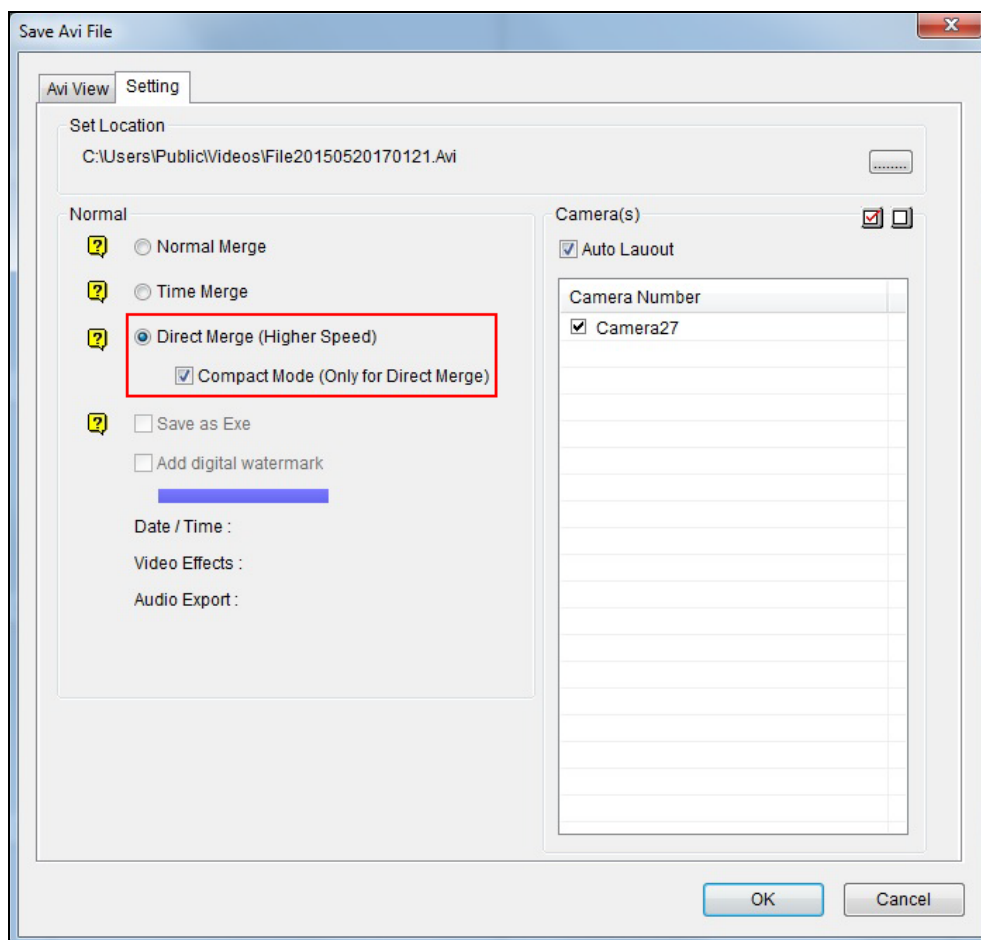 Save Avi File
Avi View
Setting
Set Location
C:\Users\Public\Videos\File20150520170121.Avi
........
Normal
Normal Merge
Time Merge
Direct Merge (Higher Speed)
Compact Mode (Only for Direct Merge)
Save as Exe
Add digital watermark
Date / Time :
Video Effects :
Audio Export :
Camera(s)
Auto Lauout
Camera Number
Camera27
OK
Cancel